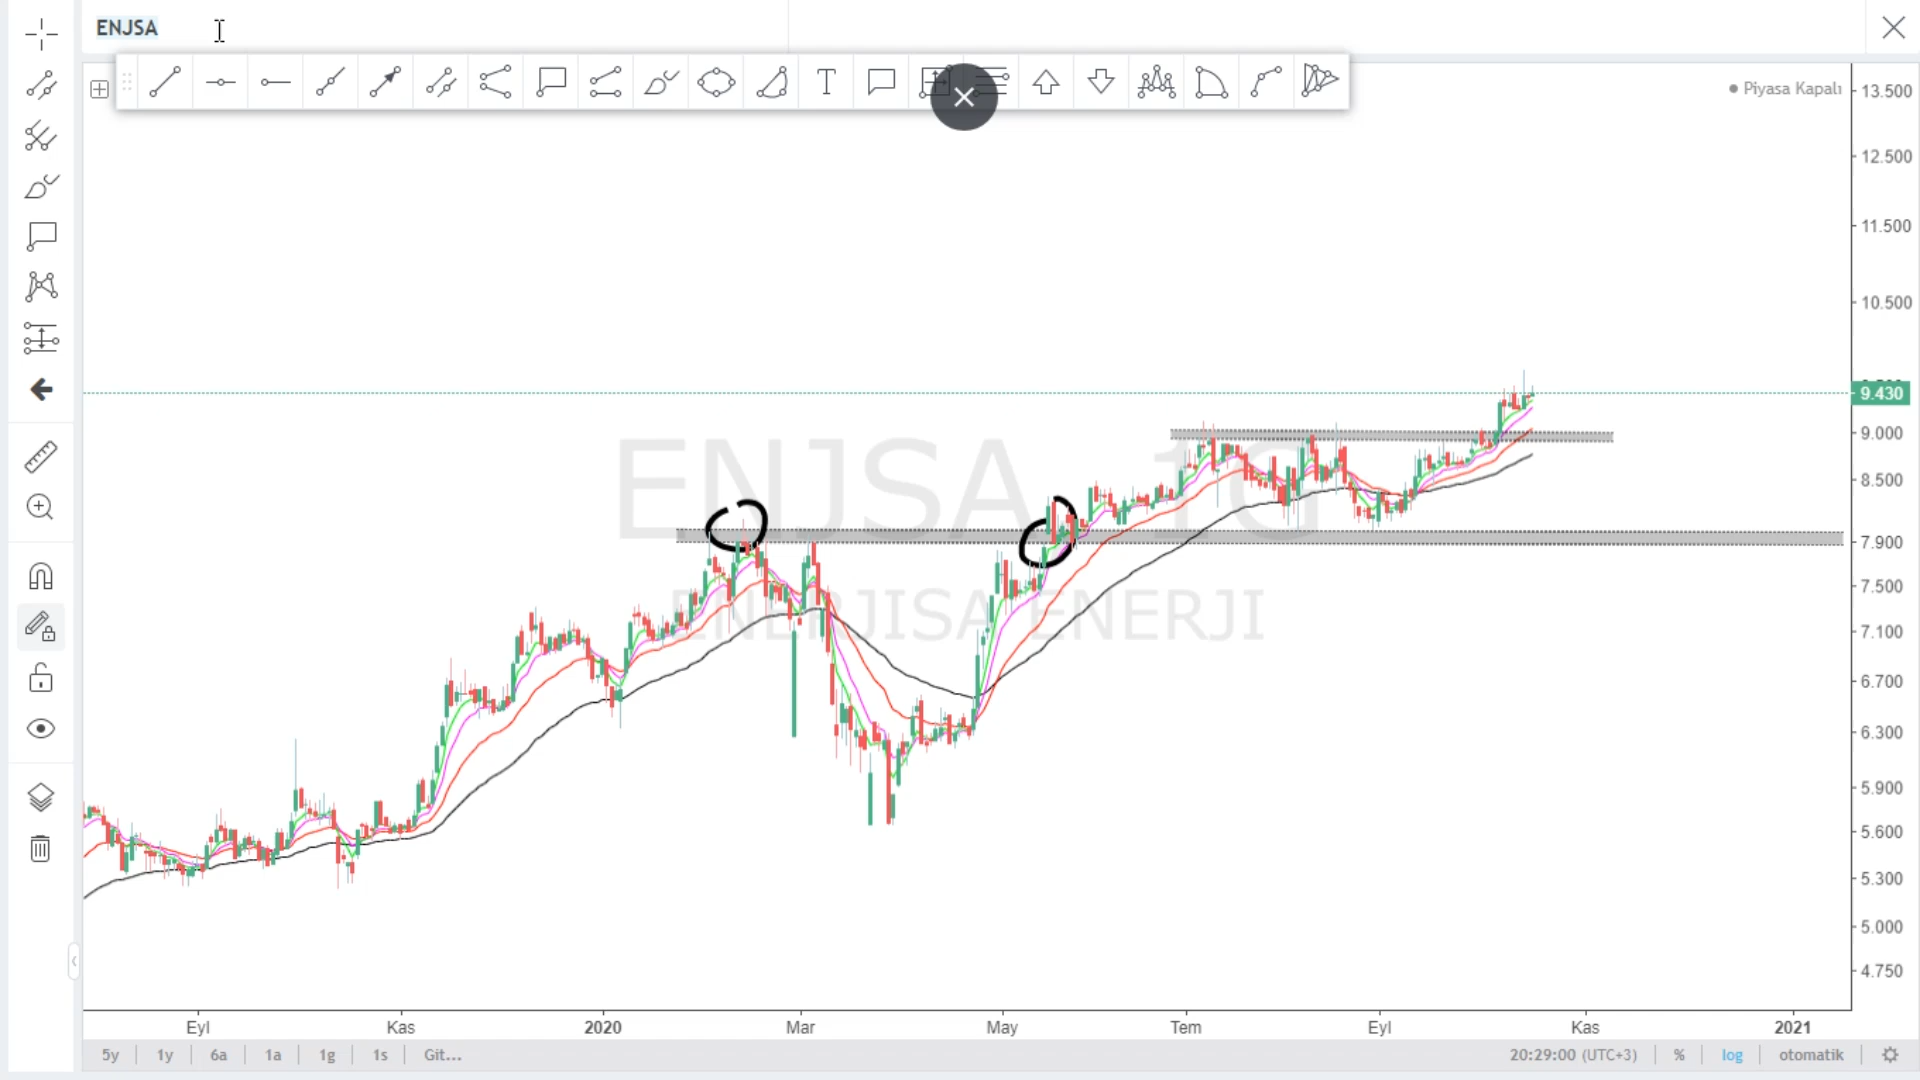 ENJSA
T
Piyasa Kapalı
13.500
12.500
11.500
10.500
9.430
9.000
8.500
7.900
7.500
7.100
6.700
6.300
5.900
5.600
5.300
5.000
4.750
ENJSA, 1G
ENERJISA ENERJI
Eyl Kas 2020 Mar May Tem Eyl Kas 2021
5y 1y 6a 1a 1g 1s Git... 20:29:00 (UTC+3) % log otomatik